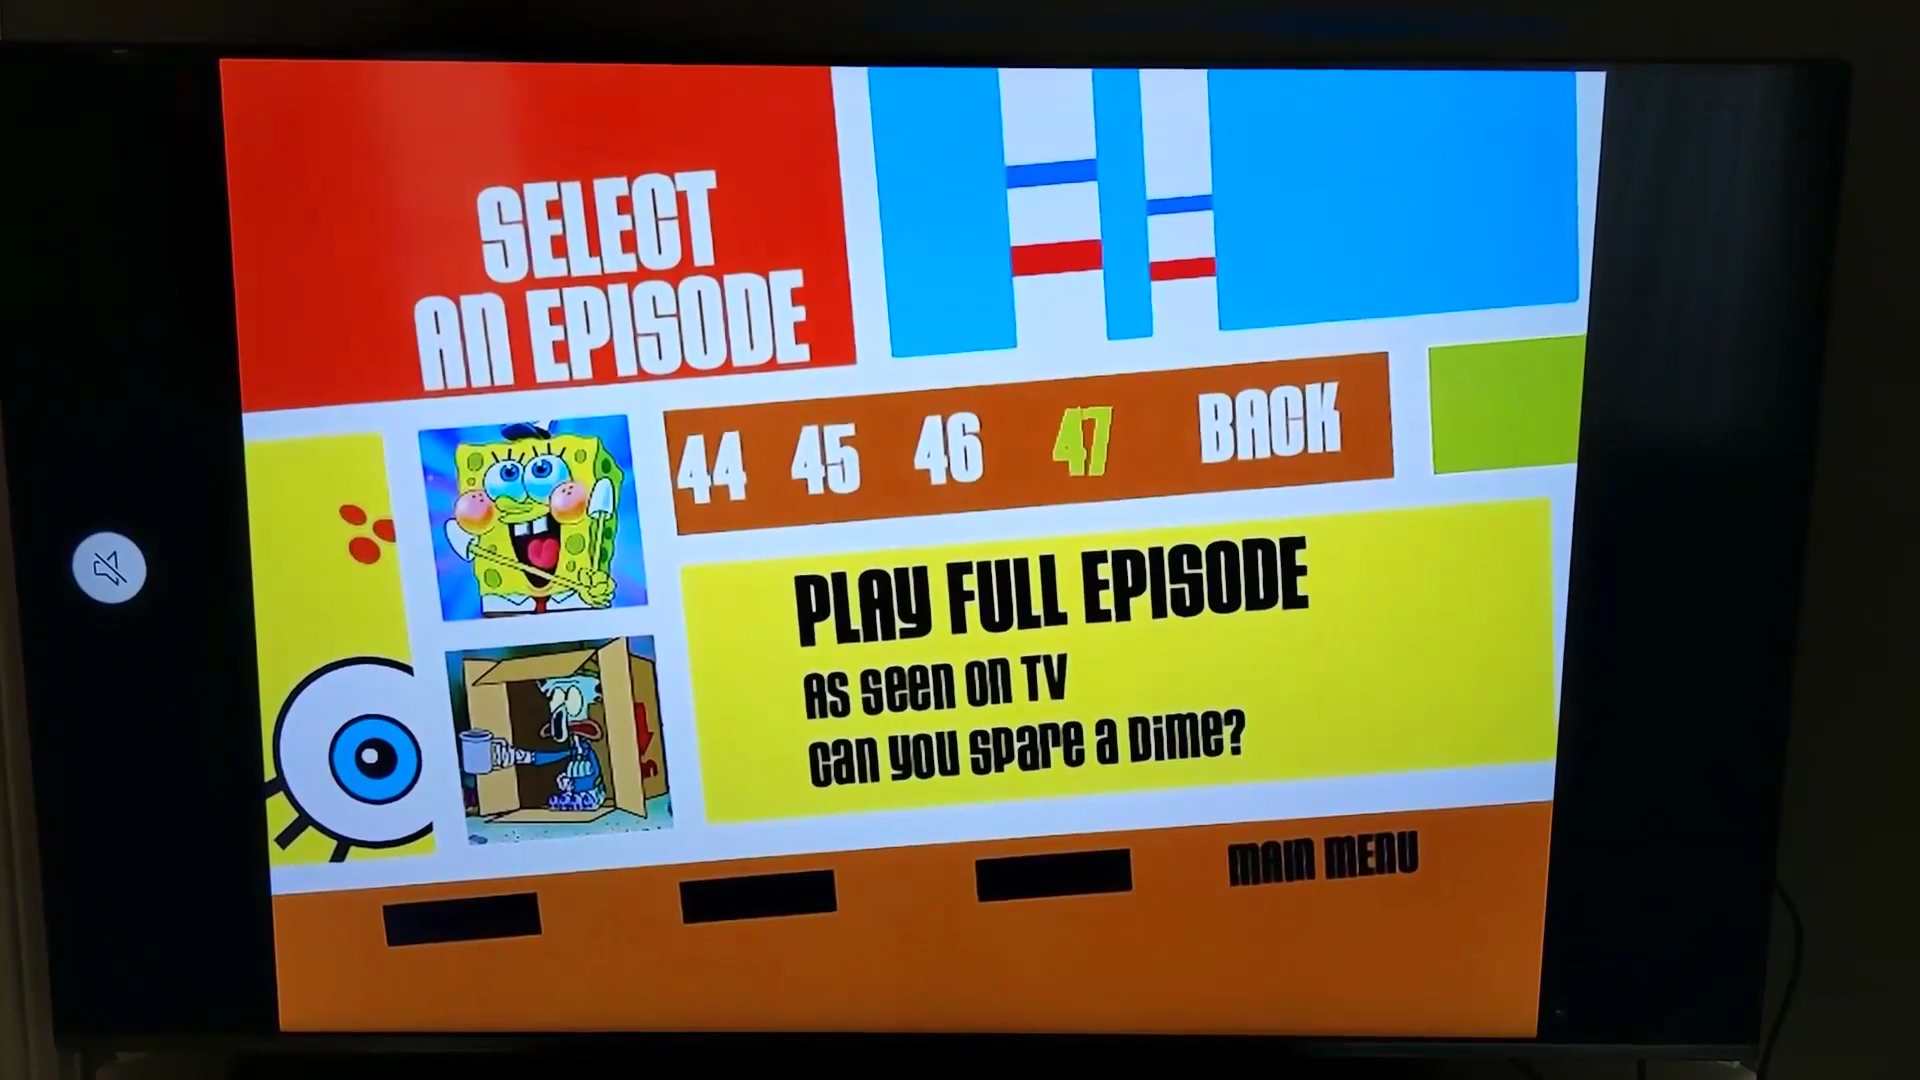 SELECT
AN EPISODE
44 45 46 47 BACK
PLAY FULL EPISODE
AS SEEN ON TV
CAN YOU SPARE A DIME?
MAIN MENU